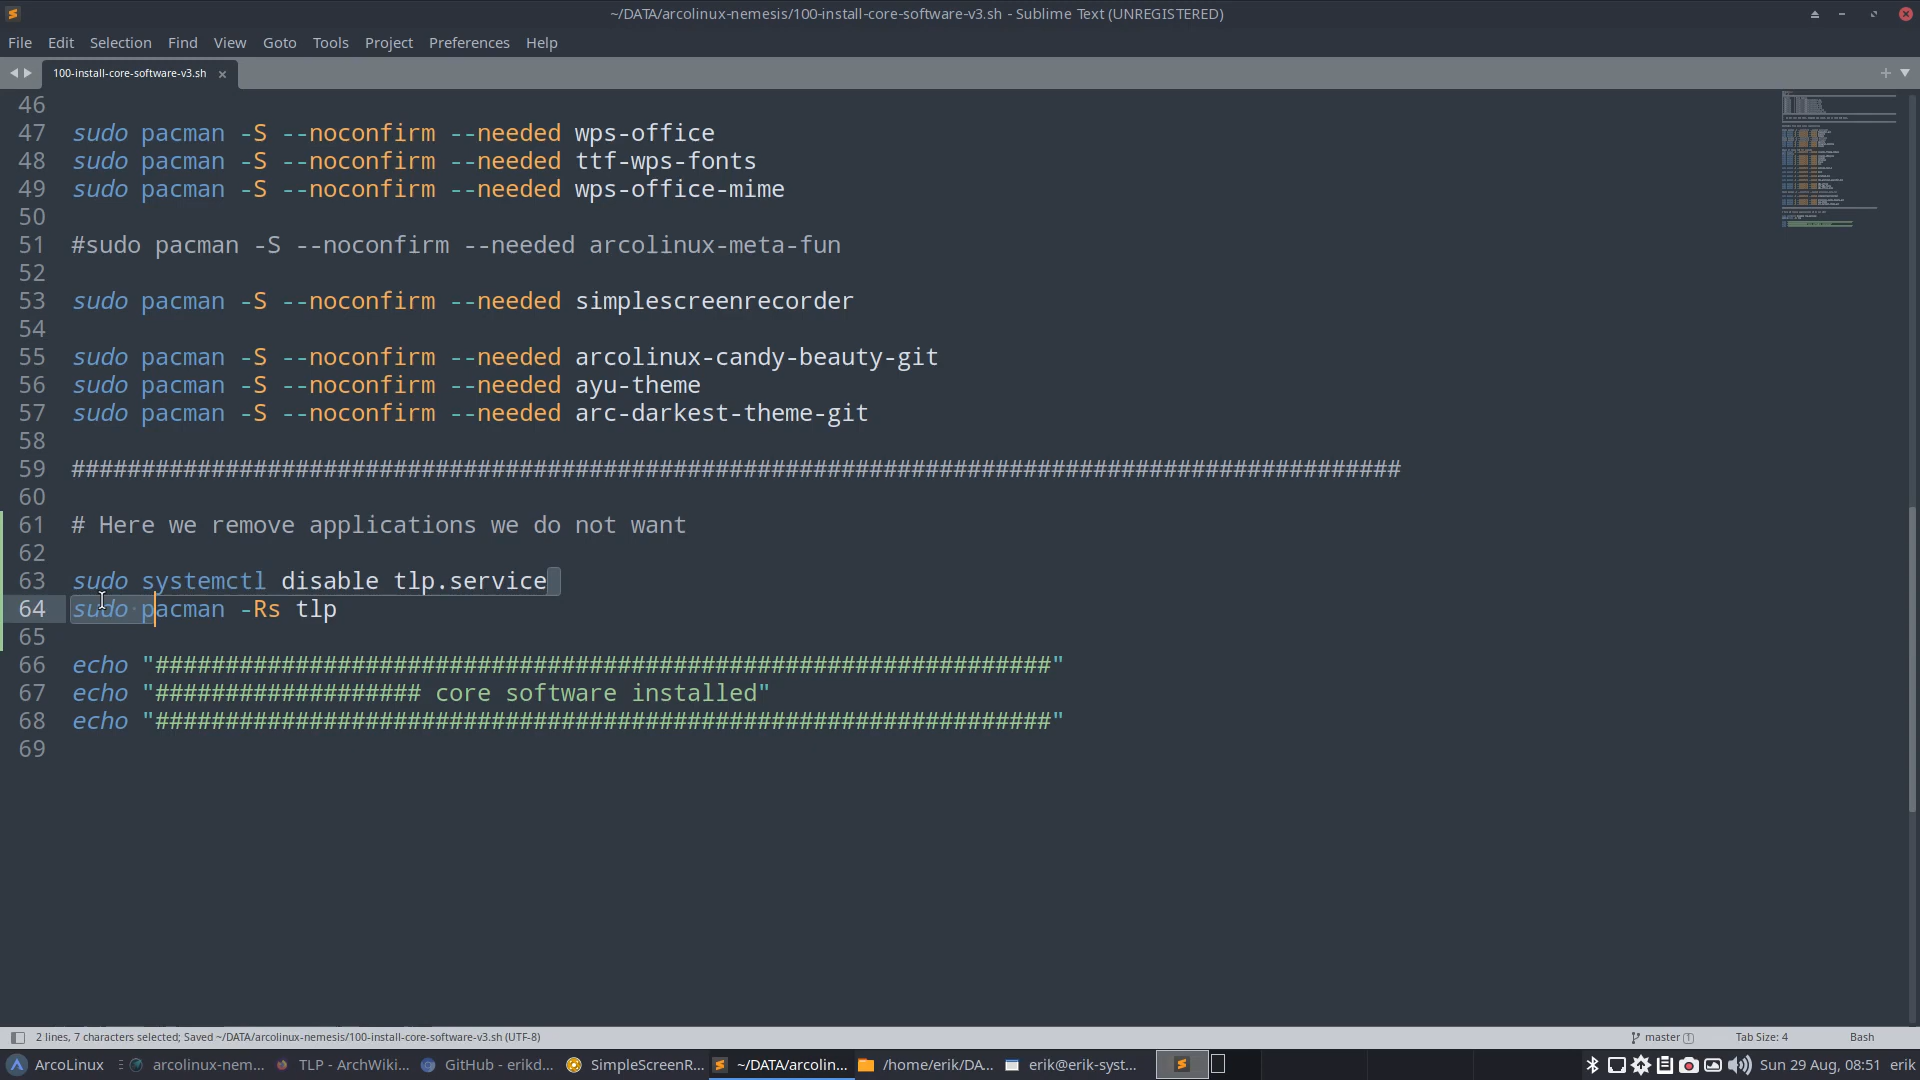 ~/DATA/arcolinux-nemesis/100-install-core-software-v3.sh - Sublime Text (UNREGISTERED)
File Edit Selection Find View Goto Tools Project Preferences Help
100-install-core-software-v3.sh
46
47 sudo pacman -S --noconfirm --needed wps-office
48 sudo pacman -S --noconfirm --needed ttf-wps-fonts
49 sudo pacman -S --noconfirm --needed wps-office-mime
50
51 #sudo pacman -S --noconfirm --needed arcolinux-meta-fun
52
53 sudo pacman -S --noconfirm --needed simplescreenrecorder
54
55 sudo pacman -S --noconfirm --needed arcolinux-candy-beauty-git
56 sudo pacman -S --noconfirm --needed ayu-theme
57 sudo pacman -S --noconfirm --needed arc-darkest-theme-git
58
59 ###############################################################################################
60
61 # Here we remove applications we do not want
62
63 sudo systemctl disable tlp.service
64 sudo pacman -Rs tlp
65
66 echo "################################################################"
67 echo "################### core software installed"
68 echo "################################################################"
69
2 lines, 7 characters selected; Saved ~/DATA/arcolinux-nemesis/100-install-core-software-v3.sh (UTF-8) master 1 Tab Size: 4 Bash
ArcoLinux arcolinux-nem... TLP - ArchWiki... GitHub - erikd... SimpleScreenR... ~/DATA/arcolin... /home/erik/DA... erik@erik-syst... Sun 29 Aug, 08:51 erik